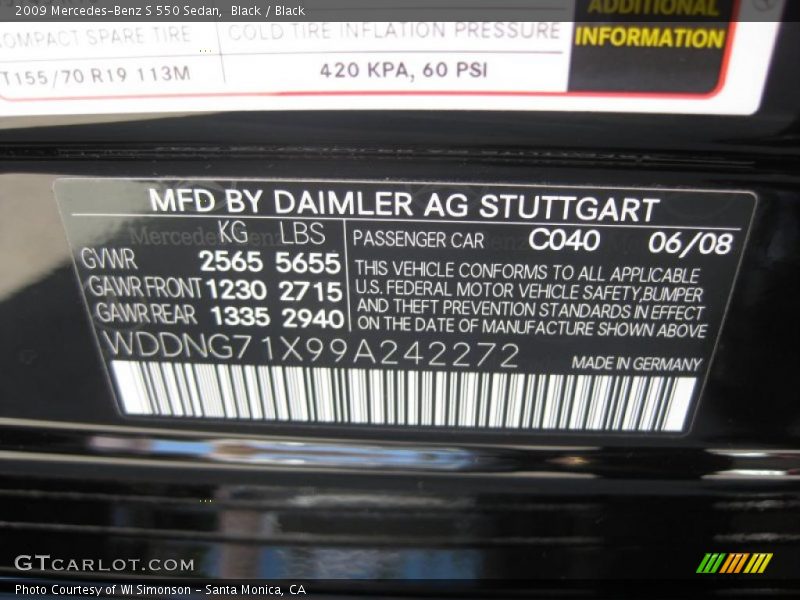 2009 Mercedes-Benz S 550 Sedan, Black / Black
ADDITIONAL
INFORMATION
COMPACT SPARE TIRE
COLD TIRE INFLATION PRESSURE
T155/70 R19 113M
420 KPA, 60 PSI
MFD BY DAIMLER AG STUTTGART
KG LBS
PASSENGER CAR C040 06/08
GVWR 2565 5655
GAWR FRONT 1230 2715
GAWR REAR 1335 2940
THIS VEHICLE CONFORMS TO ALL APPLICABLE
U.S. FEDERAL MOTOR VEHICLE SAFETY,BUMPER
AND THEFT PREVENTION STANDARDS IN EFFECT
ON THE DATE OF MANUFACTURE SHOWN ABOVE
WDDNG71X99A242272
MADE IN GERMANY
GTCARLOT.COM
Photo Courtesy of WI Simonson - Santa Monica, CA